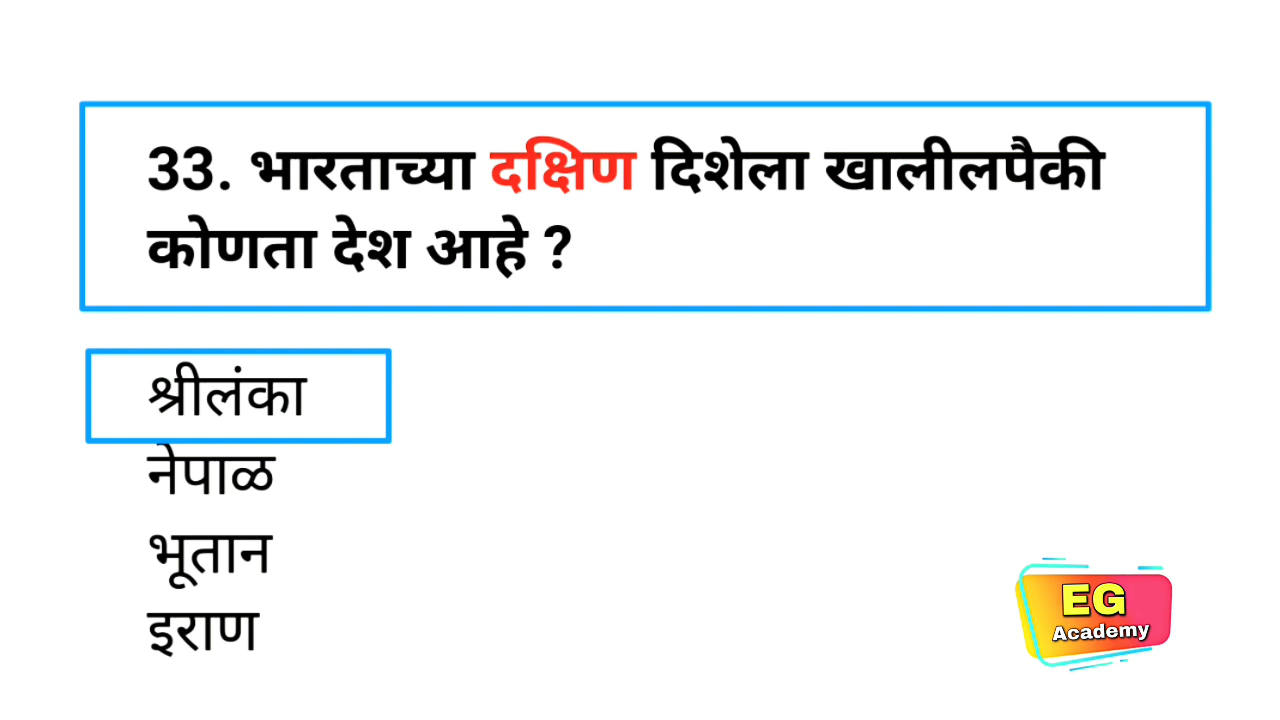 33. भारताच्या दक्षिण दिशेला खालीलपैकी
कोणता देश आहे ?
श्रीलंका
नेपाळ
भूतान
इराण
EG
Academy